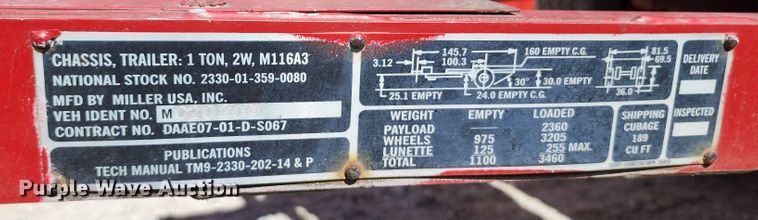 CHASSIS, TRAILER: 1 TON, 2W, M116A3
NATIONAL STOCK NO. 2330-01-359-0080
MFD BY MILLER USA, INC.
VEH IDENT NO. M
CONTRACT NO. DAAE07-01-D-S067
PUBLICATIONS
TECH MANUAL TM9-2330-202-14 & P
145.7 160 EMPTY C.G. 81.5
3.12 100.3 69.5
30° 30.0 EMPTY
25.1 EMPTY 24.0 EMPTY C.G. 36.0
WEIGHT EMPTY LOADED
PAYLOAD —— 2360
WHEELS 975 3205
LUNETTE 125 255 MAX.
TOTAL 1100 3460
SHIPPING
CUBAGE
189
CU FT
DELIVERY
DATE
INSPECTED
Purple Wave Auction